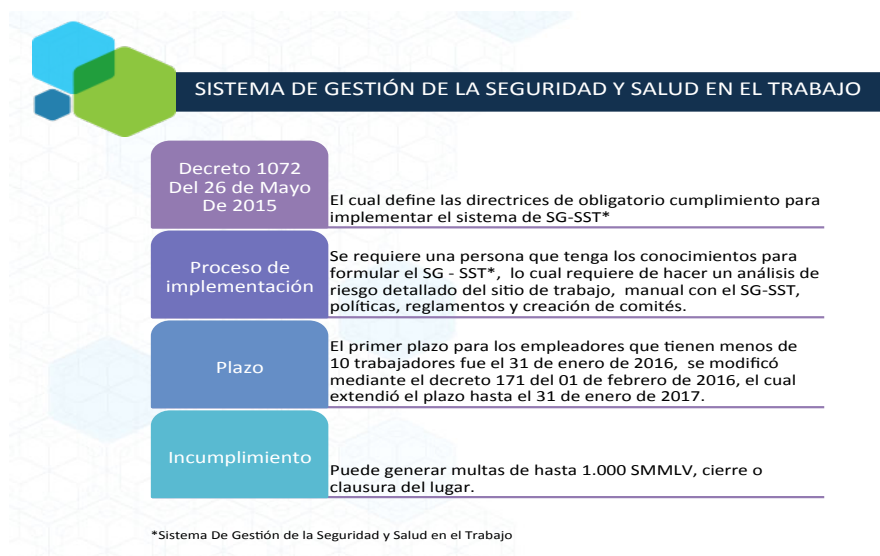 SISTEMA DE GESTIÓN DE LA SEGURIDAD Y SALUD EN EL TRABAJO
Decreto 1072
Del 26 de Mayo
De 2015
El cual define las directrices de obligatorio cumplimiento para
implementar el sistema de SG-SST*
Proceso de
implementación
Se requiere una persona que tenga los conocimientos para
formular el SG - SST*, lo cual requiere de hacer un análisis de
riesgo detallado del sitio de trabajo, manual con el SG-SST,
políticas, reglamentos y creación de comités.
Plazo
El primer plazo para los empleadores que tienen menos de
10 trabajadores fue el 31 de enero de 2016, se modificó
mediante el decreto 171 del 01 de febrero de 2016, el cual
extendió el plazo hasta el 31 de enero de 2017.
Incumplimiento
Puede generar multas de hasta 1.000 SMMLV, cierre o
clausura del lugar.
*Sistema De Gestión de la Seguridad y Salud en el Trabajo